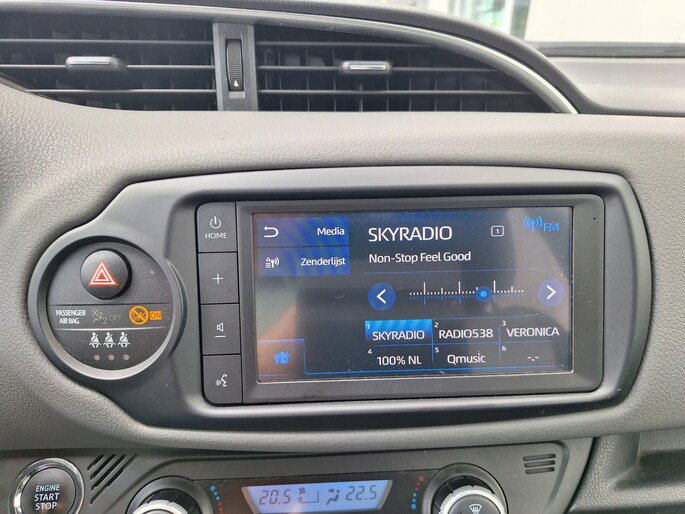 HOME
Media
Zenderlijst
SKYRADIO
1
FM
Non-Stop Feel Good
1 SKYRADIO
2 RADIO538
3 VERONICA
4 100% NL
5 Qmusic
6 -.-
PASSENGER
AIR BAG
OFF
ON
ENGINE
START
STOP
20.5
22.5